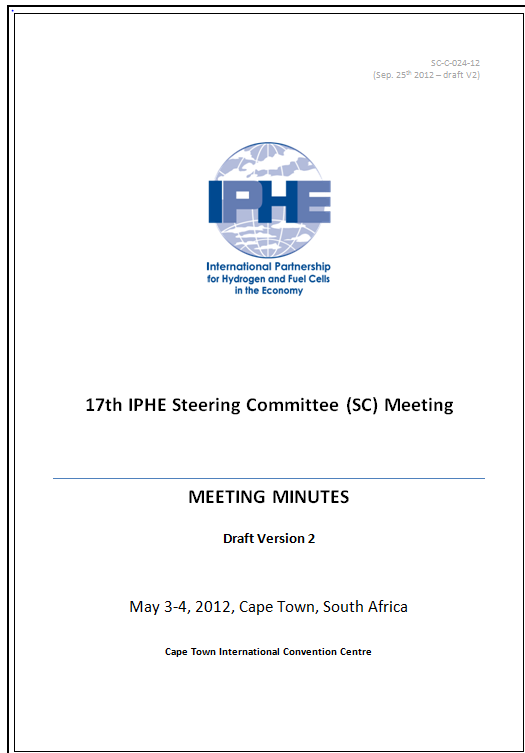 SC-C-024-12
(Sep. 25th 2012 – draft V2)
IPHE
International Partnership
for Hydrogen and Fuel Cells
in the Economy
17th IPHE Steering Committee (SC) Meeting
MEETING MINUTES
Draft Version 2
May 3-4, 2012, Cape Town, South Africa
Cape Town International Convention Centre